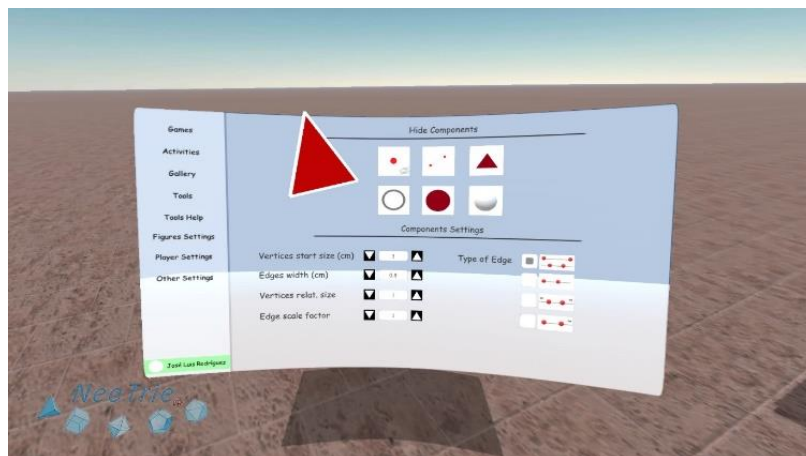 Games
Activities
Gallery
Tools
Tools Help
Figures Settings
Player Settings
Other Settings
José Luis Rodríguez
Hide Components
Components Settings
Vertices start size (cm)
Edges width (cm)
Vertices relat. size
Edge scale factor
Type of Edge
NeoTrie